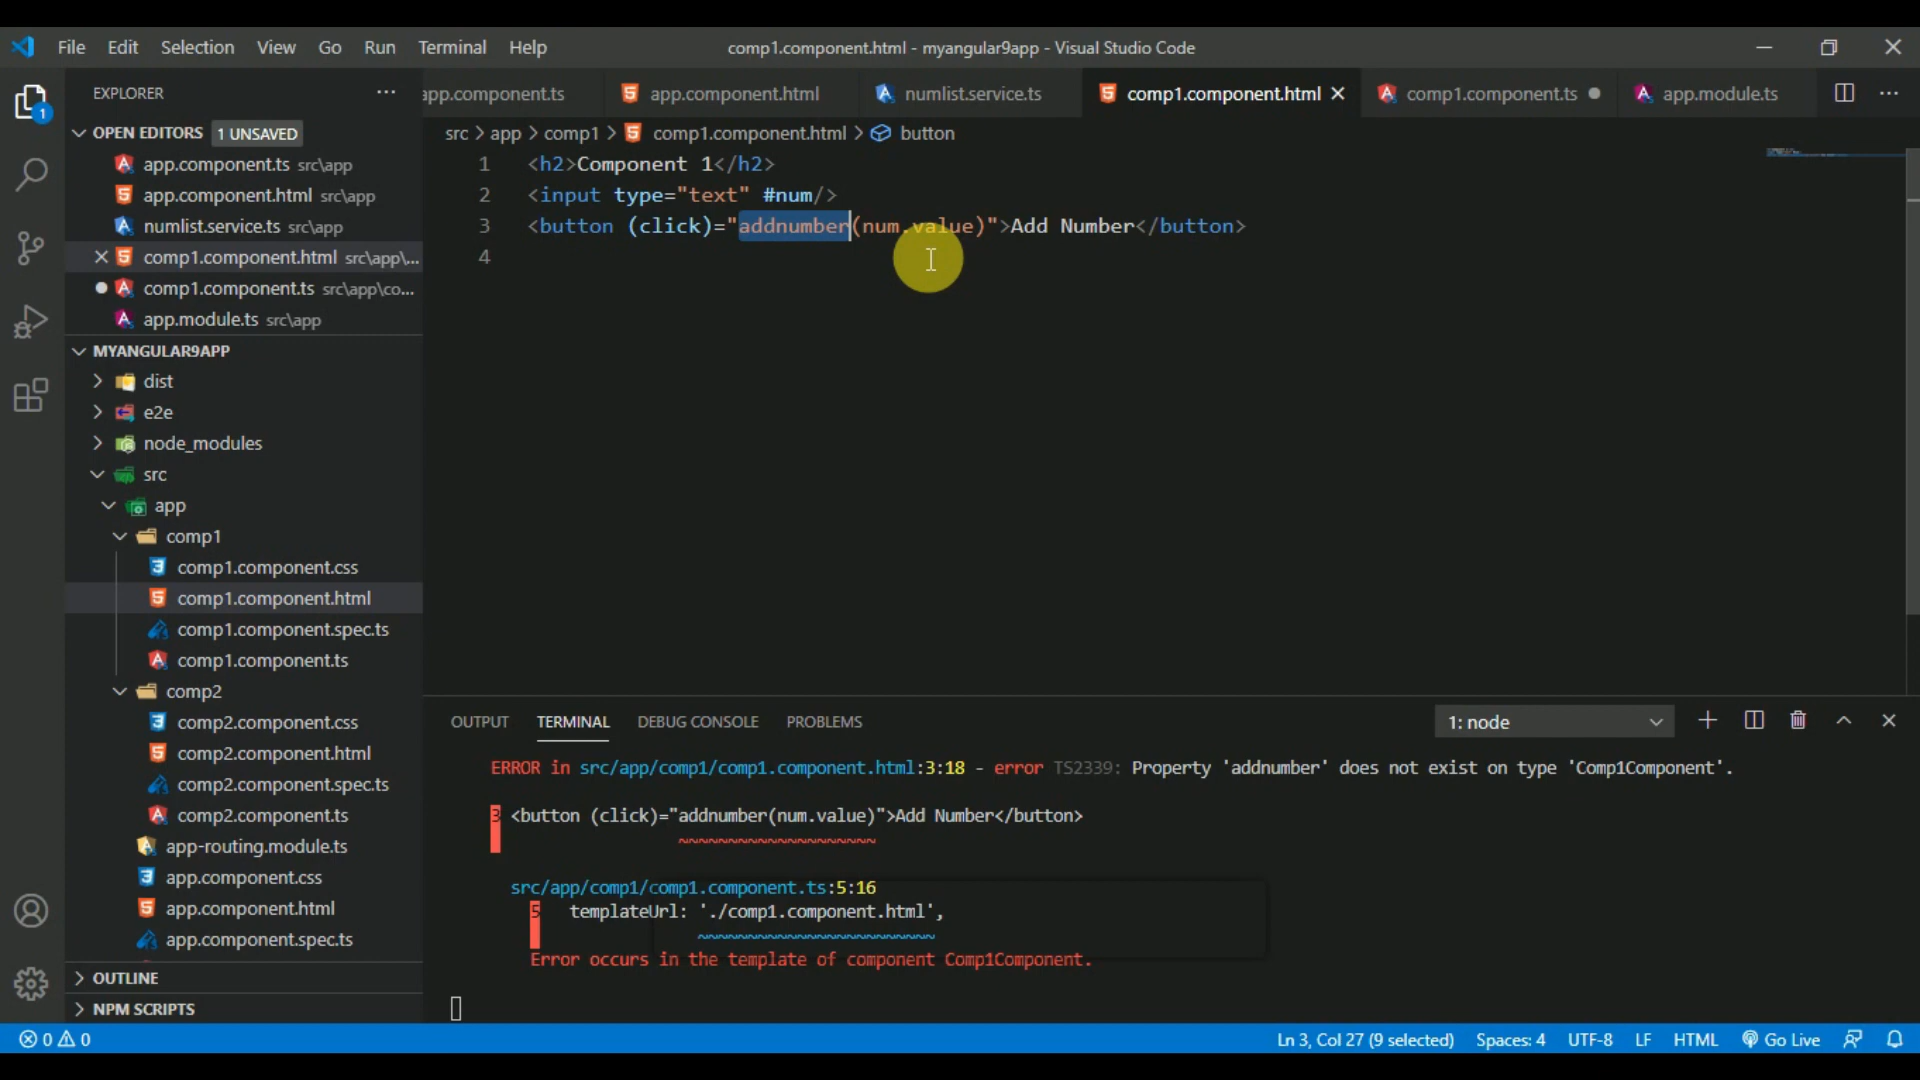 File Edit Selection View Go Run Terminal Help
comp1.component.html - myangular9app - Visual Studio Code
EXPLORER
app.component.ts
app.component.html
numlist.service.ts
comp1.component.html
comp1.component.ts
app.module.ts
1
OPEN EDITORS 1 UNSAVED
app.component.ts src\app
app.component.html src\app
numlist.service.ts src\app
comp1.component.html src\app\...
comp1.component.ts src\app\co...
app.module.ts src\app
MYANGULAR9APP
dist
e2e
node_modules
src
app
comp1
comp1.component.css
comp1.component.html
comp1.component.spec.ts
comp1.component.ts
comp2
comp2.component.css
comp2.component.html
comp2.component.spec.ts
comp2.component.ts
app-routing.module.ts
app.component.css
app.component.html
app.component.spec.ts
OUTLINE
NPM SCRIPTS
src > app > comp1 > comp1.component.html > button
1 <h2>Component 1</h2>
2 <input type="text" #num/>
3 <button (click)="addnumber(num.value)">Add Number</button>
4
OUTPUT TERMINAL DEBUG CONSOLE PROBLEMS
1: node
ERROR in src/app/comp1/comp1.component.html:3:18 - error TS2339: Property 'addnumber' does not exist on type 'Comp1Component'.
3 <button (click)="addnumber(num.value)">Add Number</button>
~~~~~~~~~~~~~~~~~~~~
src/app/comp1/comp1.component.ts:5:16
5 templateUrl: './comp1.component.html',
~~~~~~~~~~~~~~~~~~~~~~~~
Error occurs in the template of component Comp1Component.
0 0
Ln 3, Col 27 (9 selected) Spaces: 4 UTF-8 LF HTML Go Live